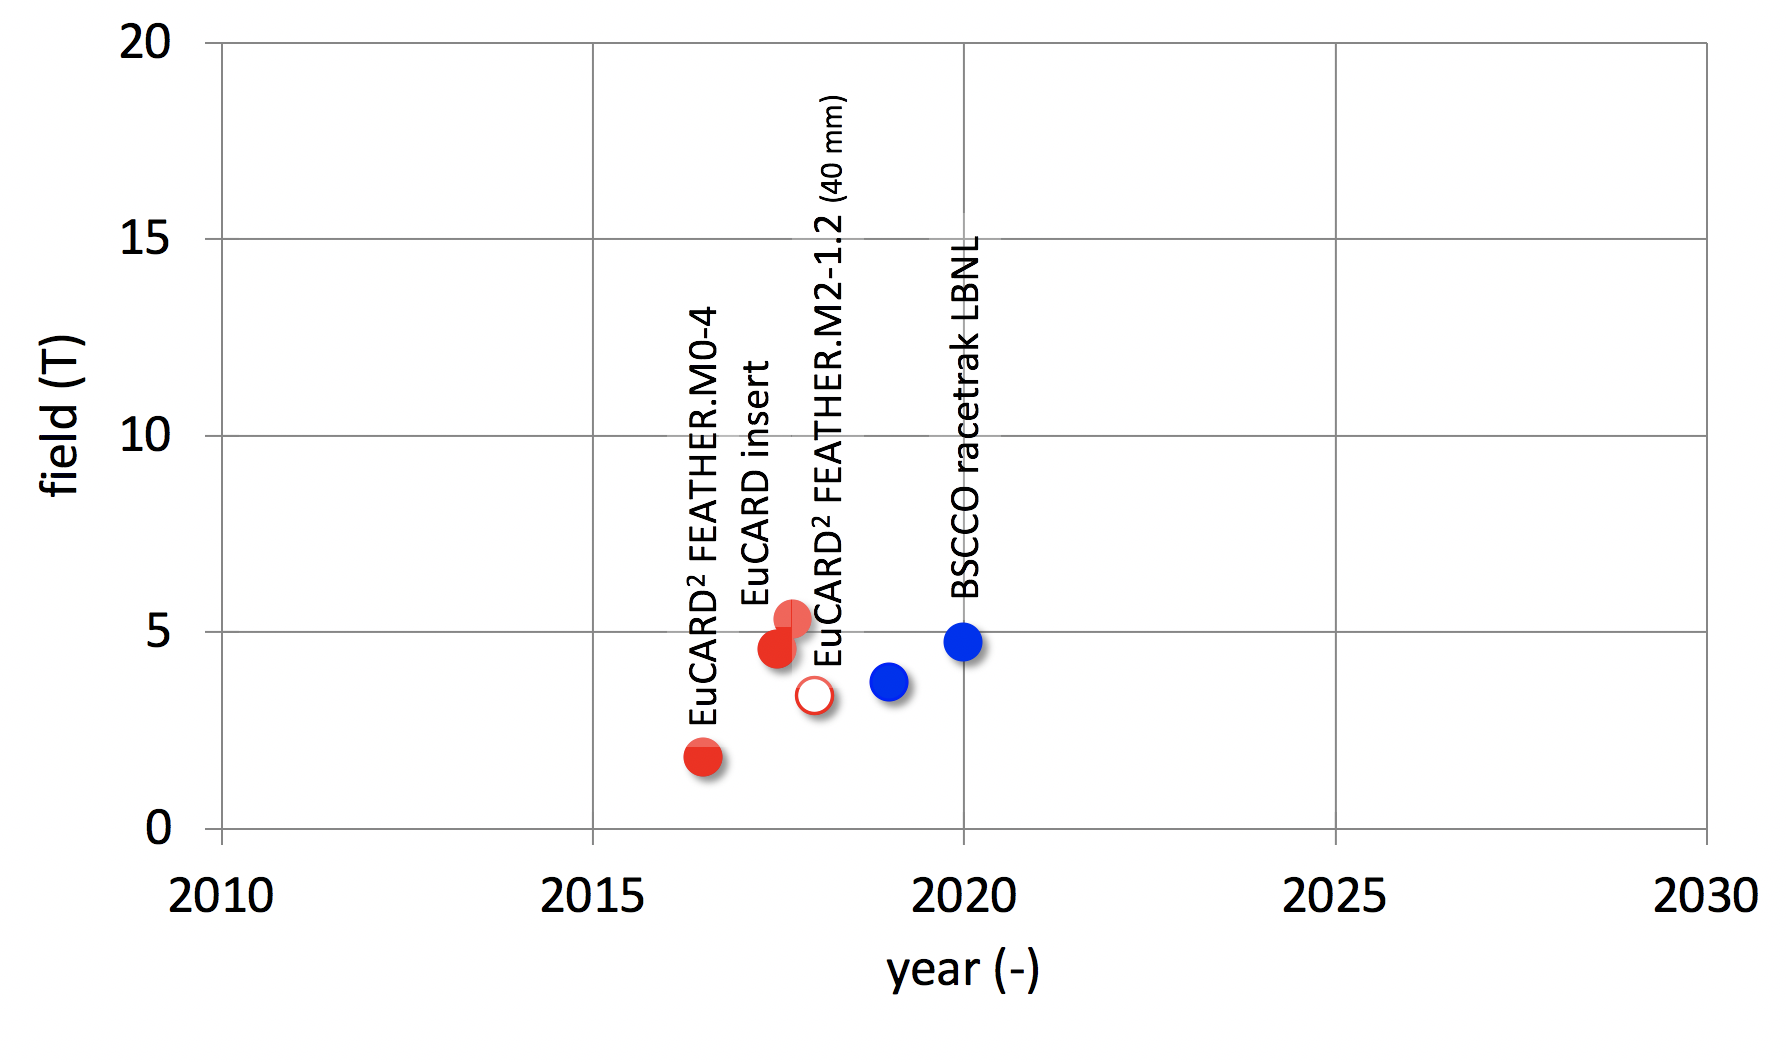 20
15
10
5
0
field (T)
EuCARD² FEATHER.M0-4
EuCARD insert
EuCARD² FEATHER.M2-1.2 (40 mm)
BSCCO racetrak LBNL
2010
2015
2020
2025
2030
year (-)